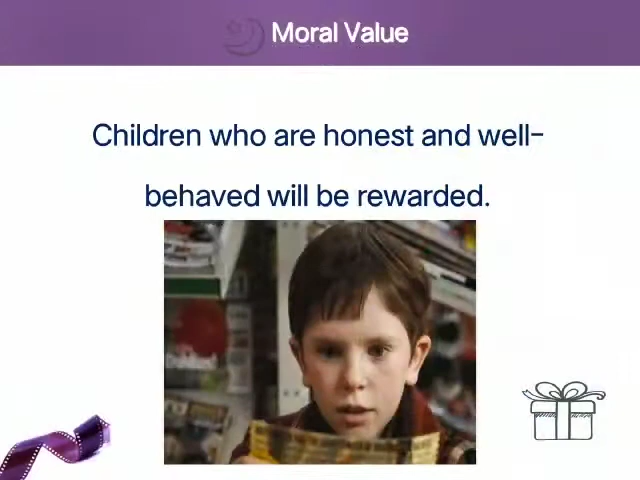 Moral Value
Children who are honest and well-
behaved will be rewarded.